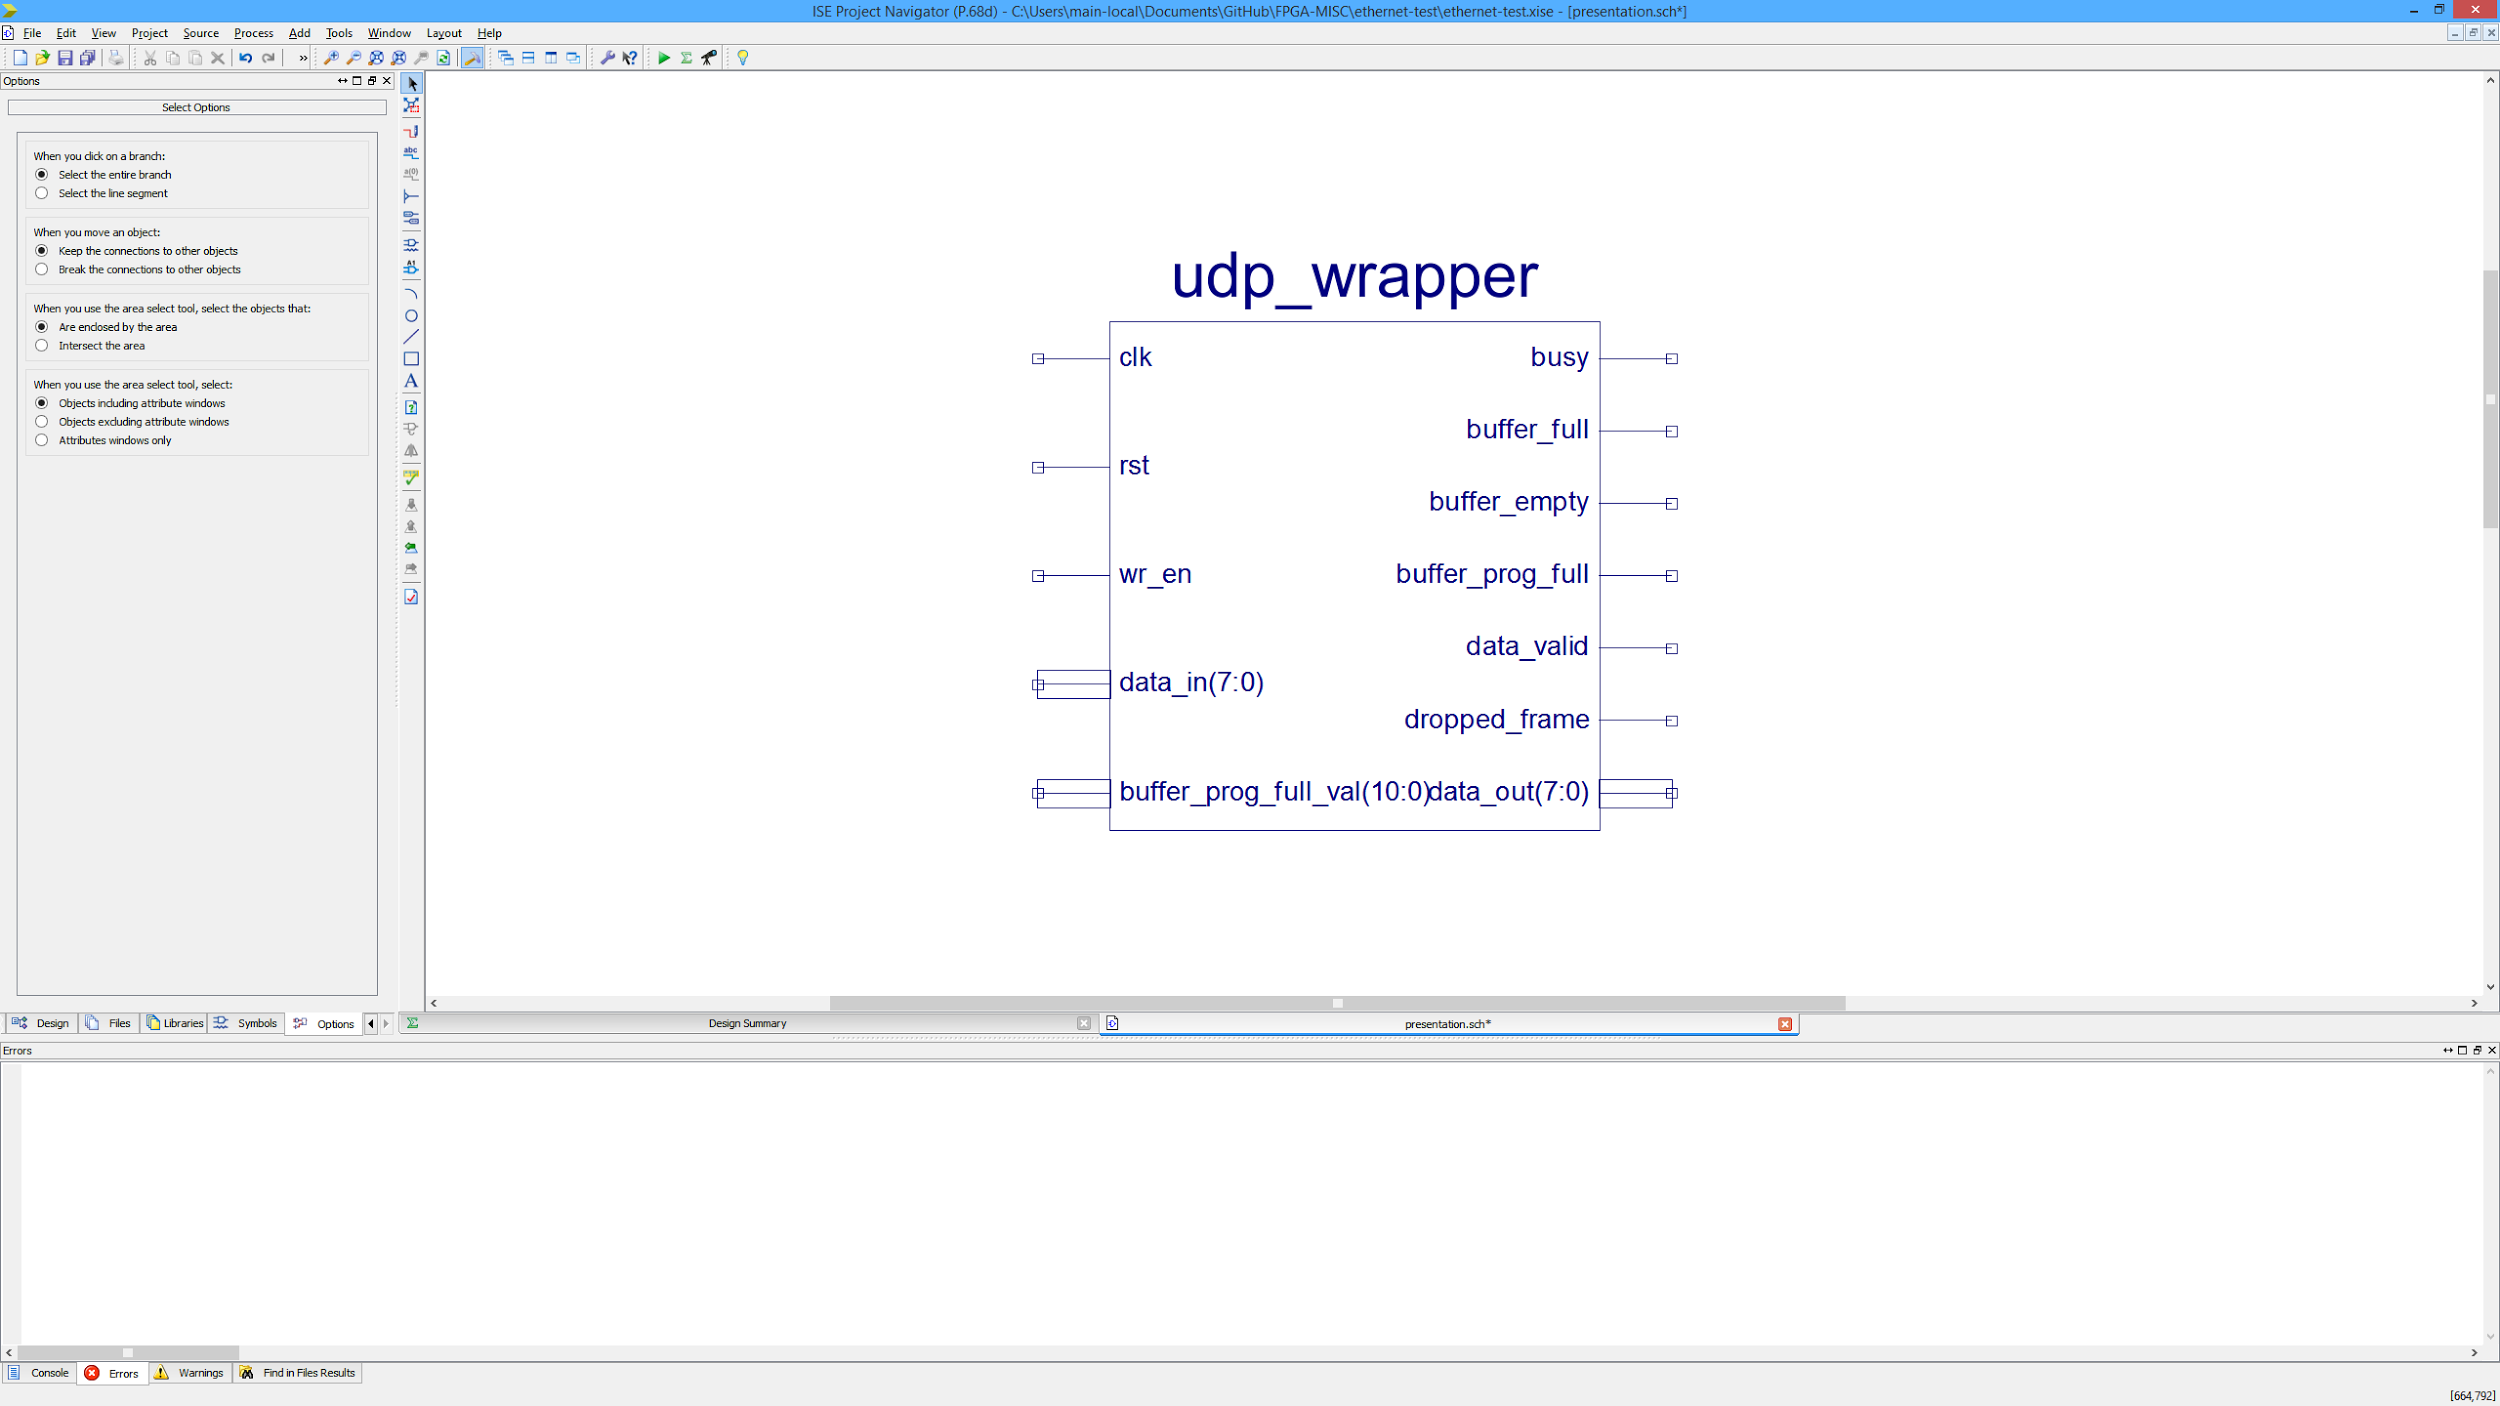 ISE Project Navigator (P.68d) - C:\Users\main-local\Documents\GitHub\FPGA-MISC\ethernet-test\ethernet-test.xise - [presentation.sch*]
File Edit View Project Source Process Add Tools Window Layout Help
Options
Select Options
When you click on a branch:
Select the entire branch
Select the line segment
When you move an object:
Keep the connections to other objects
Break the connections to other objects
When you use the area select tool, select the objects that:
Are enclosed by the area
Intersect the area
When you use the area select tool, select:
Objects including attribute windows
Objects excluding attribute windows
Attributes windows only
abc
a(0)
A1
A
udp_wrapper
clk
busy
buffer_full
rst
buffer_empty
wr_en
buffer_prog_full
data_valid
data_in(7:0)
dropped_frame
buffer_prog_full_val(10:0)
data_out(7:0)
Design Files Libraries Symbols Options
Design Summary
presentation.sch*
Errors
Console Errors Warnings Find in Files Results
[664,792]